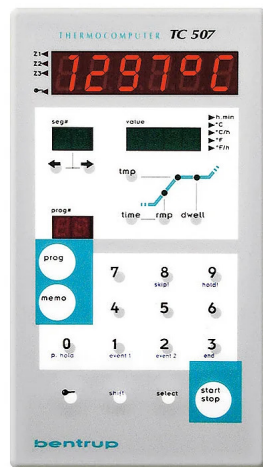 THERMOCOMPUTER TC 507
Z1
Z2
Z3
1297°C
seg#
value
h.min
°C
°C/h
°F
°F/h
tmp
prog#
time rmp dwell
prog
7 8 9
skip! hold!
memo
4 5 6
0 1 2 3
p. hold event 1 event 2 end
shift select
start
stop
bentrup